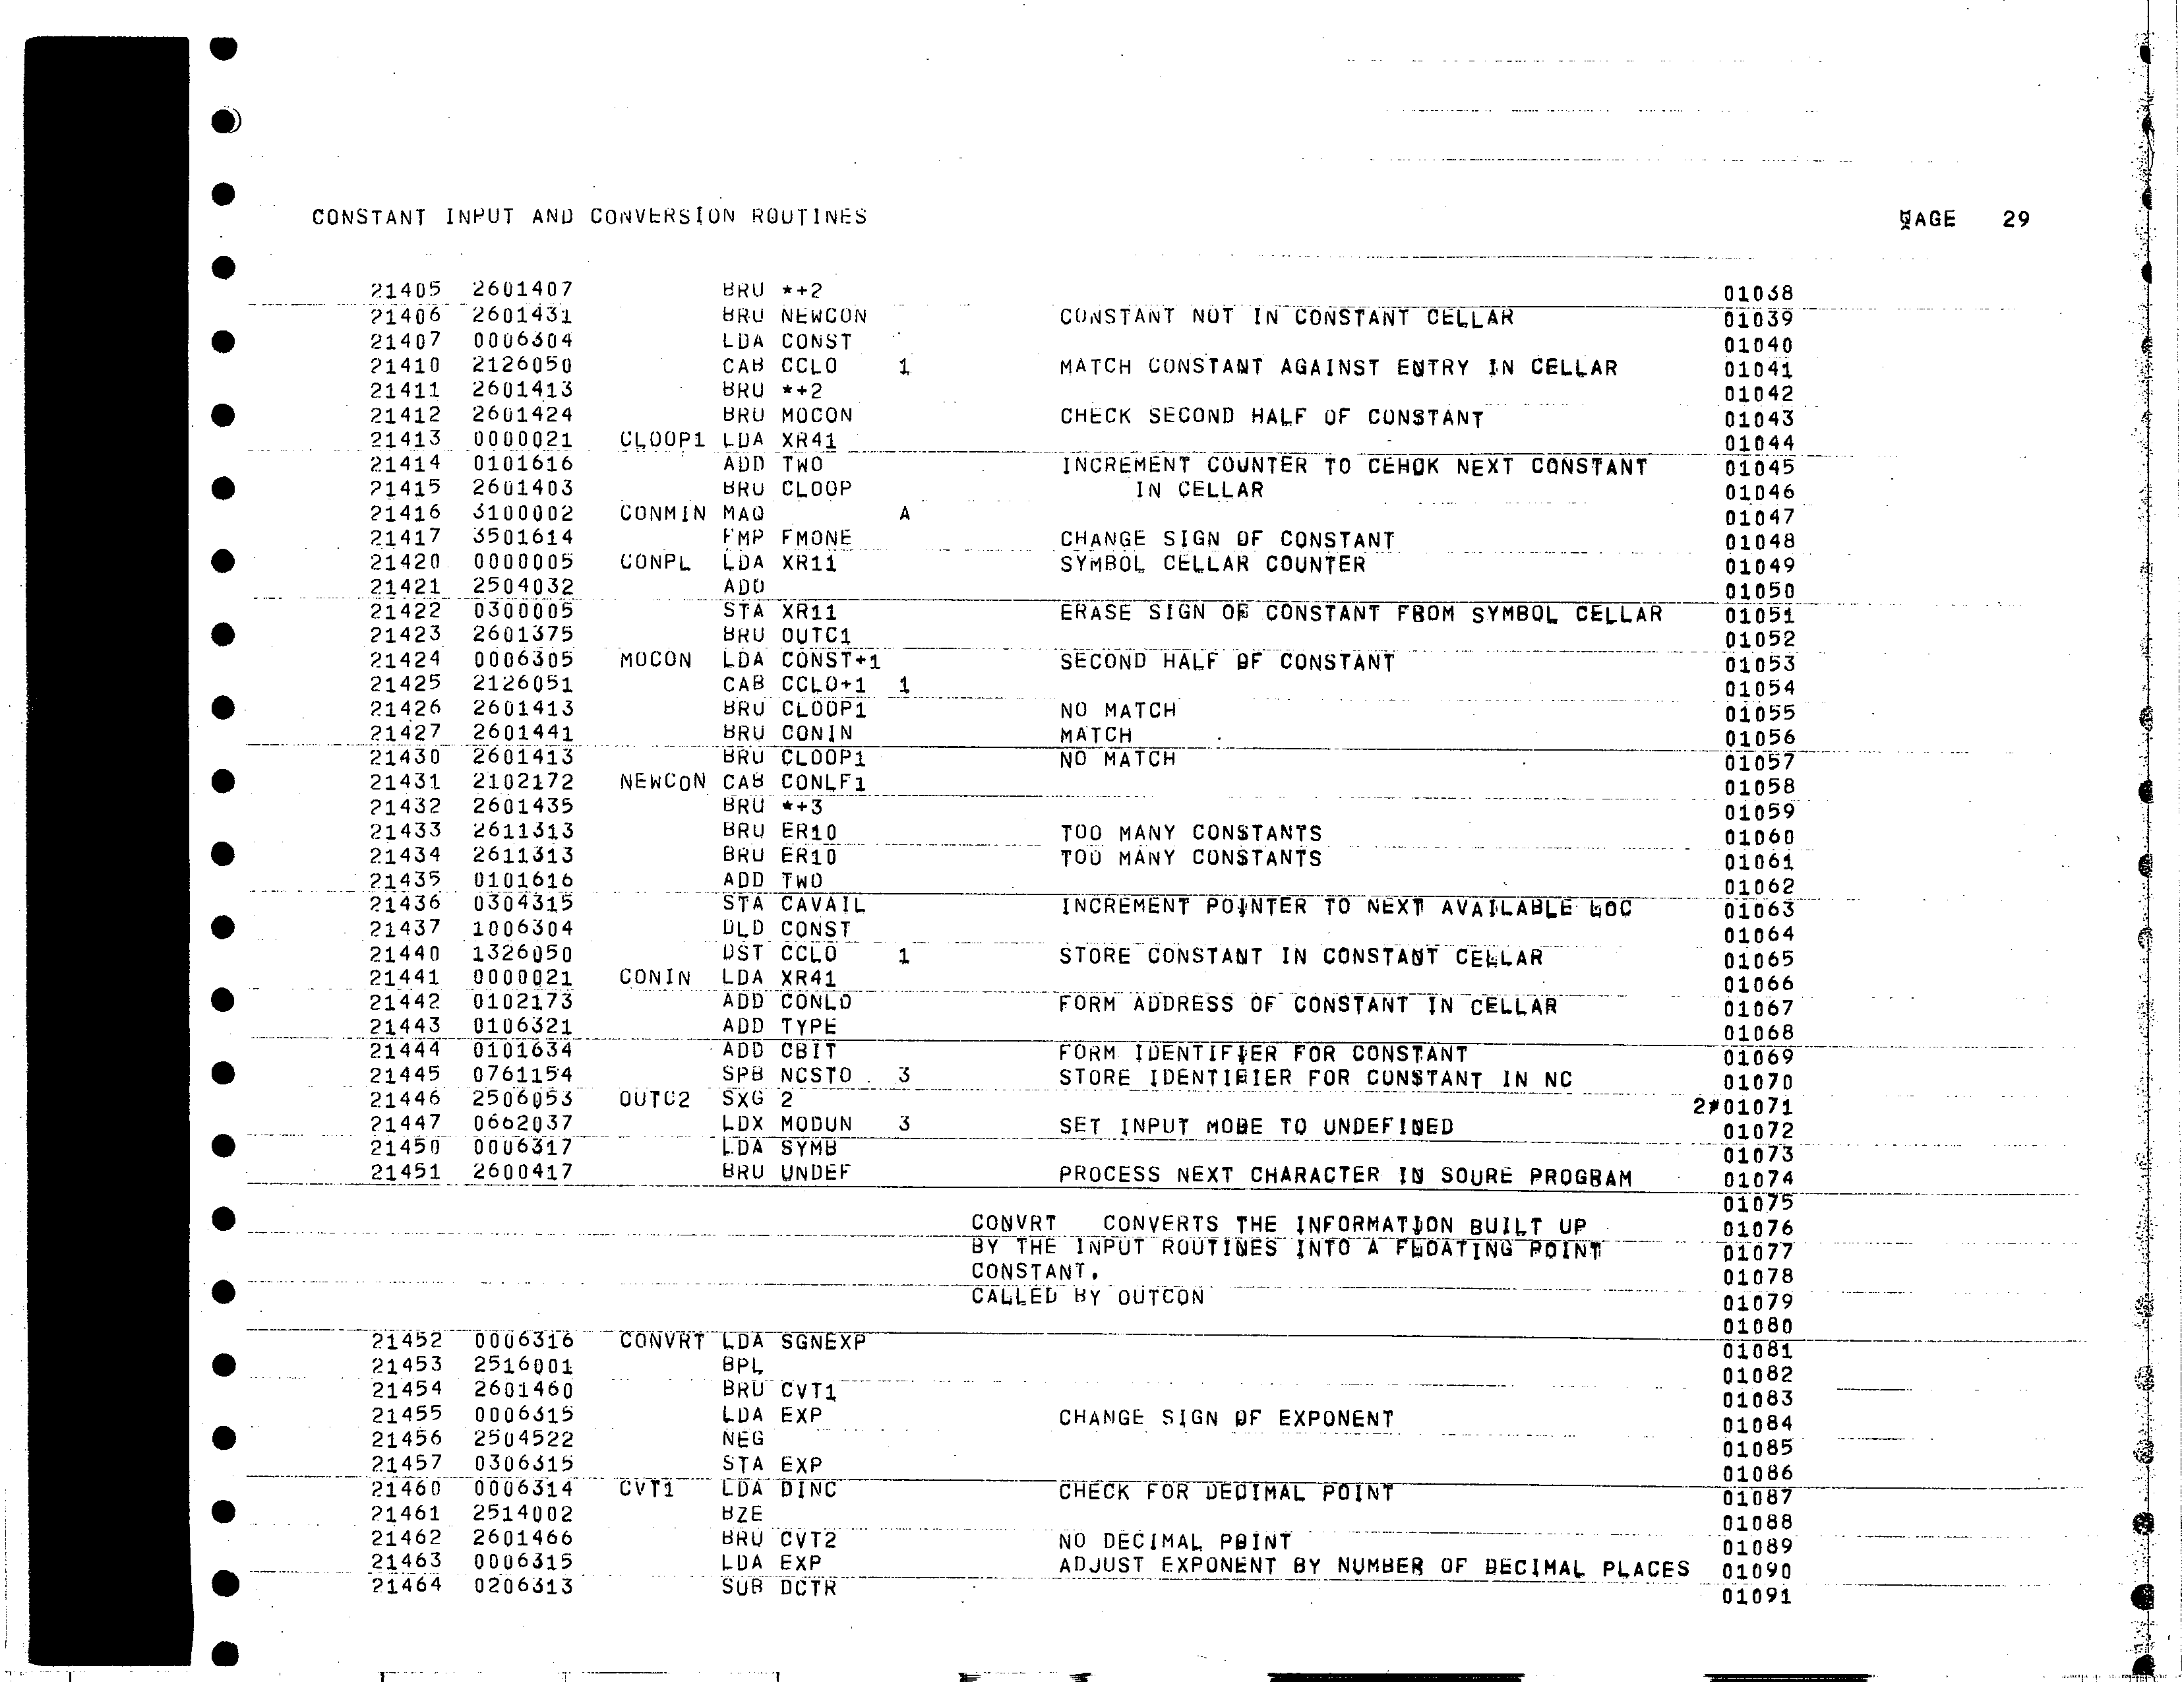 CONSTANT INPUT AND CONVERSION ROUTINES PAGE 29
21405 2601407 BRU *+2 01038
21406 2601431 BRU NEWCON CONSTANT NOT IN CONSTANT CELLAR 01039
21407 0006304 LDA CONST 01040
21410 2126050 CAB CCLO 1 MATCH CONSTANT AGAINST ENTRY IN CELLAR 01041
21411 2601413 BRU *+2 01042
21412 2601424 BRU MOCON CHECK SECOND HALF OF CONSTANT 01043
21413 0000021 CLOOP1 LDA XR41 01044
21414 0101616 ADD TWO INCREMENT COUNTER TO CEHCK NEXT CONSTANT 01045
21415 2601403 BRU CLOOP IN CELLAR 01046
21416 3100002 CONMIN MAQ A 01047
21417 3501614 FMP FMONE CHANGE SIGN OF CONSTANT 01048
21420 0000005 CONPL LDA XR11 SYMBOL CELLAR COUNTER 01049
21421 2504032 ADO 01050
21422 0300005 STA XR11 ERASE SIGN OF CONSTANT FROM SYMBOL CELLAR 01051
21423 2601375 BRU OUTC1 01052
21424 0006305 MOCON LDA CONST+1 SECOND HALF OF CONSTANT 01053
21425 2126051 CAB CCLO+1 1 01054
21426 2601413 BRU CLOOP1 NO MATCH 01055
21427 2601441 BRU CONIN MATCH 01056
21430 2601413 BRU CLOOP1 NO MATCH 01057
21431 2102172 NEWCON CAB CONLF1 01058
21432 2601435 BRU *+3 01059
21433 2611313 BRU ER10 TOO MANY CONSTANTS 01060
21434 2611313 BRU ER10 TOO MANY CONSTANTS 01061
21435 0101616 ADD TWO 01062
21436 0304315 STA CAVAIL INCREMENT POINTER TO NEXT AVAILABLE LOC 01063
21437 1006304 DLD CONST 01064
21440 1326050 DST CCLO 1 STORE CONSTANT IN CONSTANT CELLAR 01065
21441 0000021 CONIN LDA XR41 01066
21442 0102173 ADD CONLO FORM ADDRESS OF CONSTANT IN CELLAR 01067
21443 0106321 ADD TYPE 01068
21444 0101634 ADD CBIT FORM IDENTIFIER FOR CONSTANT 01069
21445 0761154 SPB NCSTO 3 STORE IDENTIFIER FOR CONSTANT IN NC 01070
21446 2506053 OUTC2 SXG 2 2#01071
21447 0662037 LDX MODUN 3 SET INPUT MODE TO UNDEFINED 01072
21450 0006317 LDA SYMB 01073
21451 2600417 BRU UNDEF PROCESS NEXT CHARACTER IN SOURE PROGRAM 01074
01075
CONVRT CONVERTS THE INFORMATION BUILT UP 01076
BY THE INPUT ROUTINES INTO A FLOATING POINT 01077
CONSTANT. 01078
CALLED BY OUTCON 01079
01080
21452 0006316 CONVRT LDA SGNEXP 01081
21453 2516001 BPL 01082
21454 2601460 BRU CVT1 01083
21455 0006315 LDA EXP CHANGE SIGN OF EXPONENT 01084
21456 2504522 NEG 01085
21457 0306315 STA EXP 01086
21460 0006314 CVT1 LDA DINC CHECK FOR DECIMAL POINT 01087
21461 2514002 BZE 01088
21462 2601466 BRU CVT2 NO DECIMAL POINT 01089
21463 0006315 LDA EXP ADJUST EXPONENT BY NUMBER OF DECIMAL PLACES 01090
21464 0206313 SUB DCTR 01091